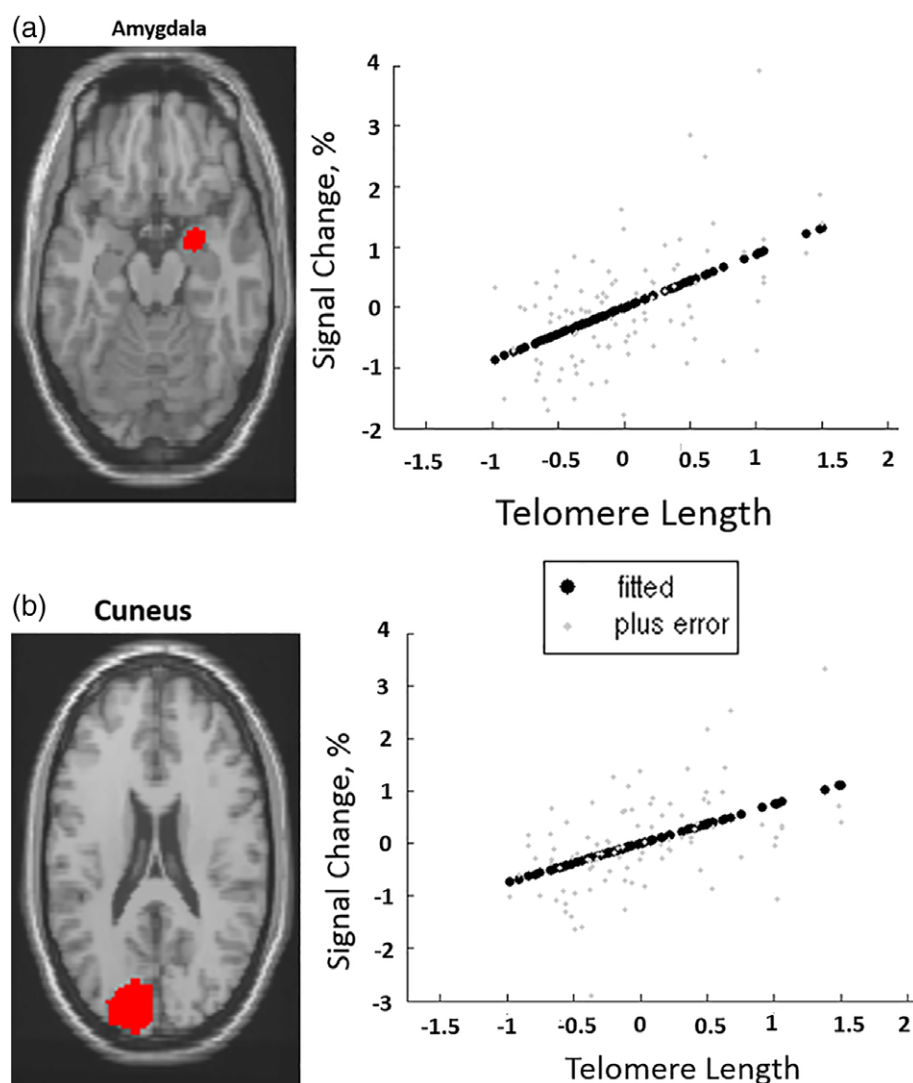 (a)
Amygdala
Signal Change, %
4
3
2
1
0
-1
-2
-1.5 -1 -0.5 0 0.5 1 1.5 2
Telomere Length
(b)
Cuneus
fitted
plus error
Signal Change, %
4
3
2
1
0
-1
-2
-3
-1.5 -1 -0.5 0 0.5 1 1.5 2
Telomere Length